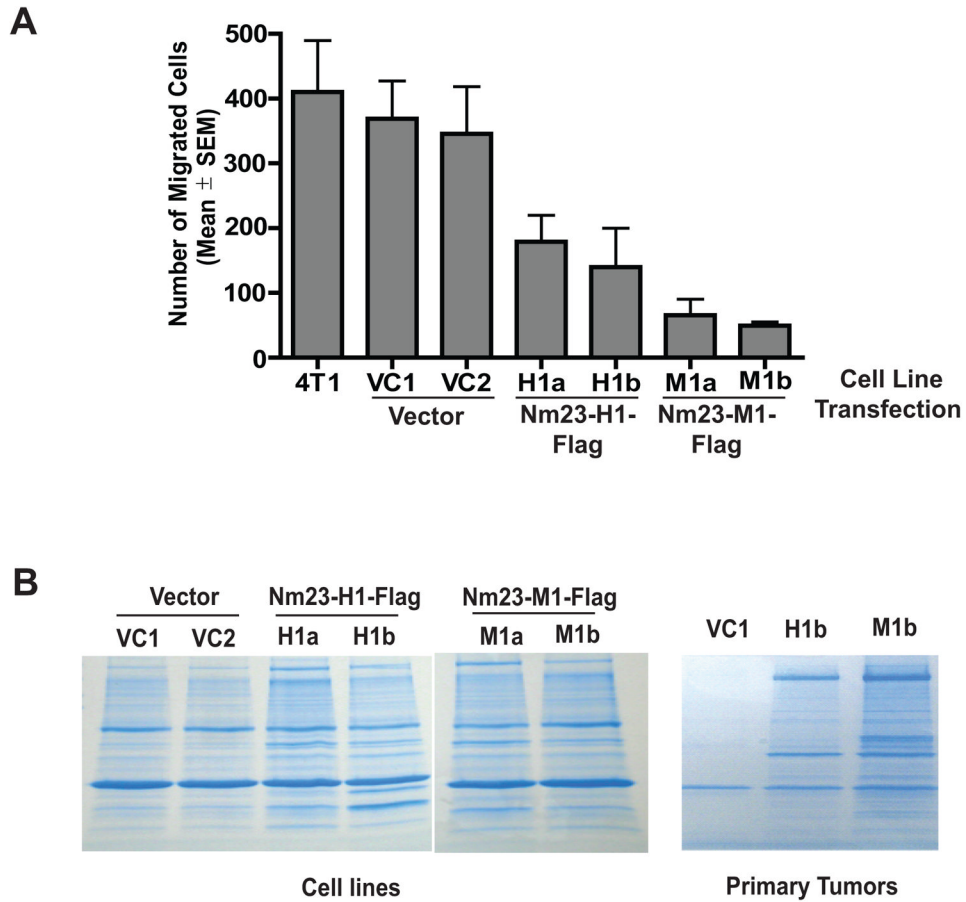 A
Number of Migrated Cells
(Mean ± SEM)
500
400
300
200
100
0
4T1 VC1 VC2 H1a H1b M1a M1b Cell Line
Vector Nm23-H1- Nm23-M1- Transfection
Flag Flag
B
Vector Nm23-H1-Flag Nm23-M1-Flag
VC1 VC2 H1a H1b M1a M1b VC1 H1b M1b
Cell lines Primary Tumors